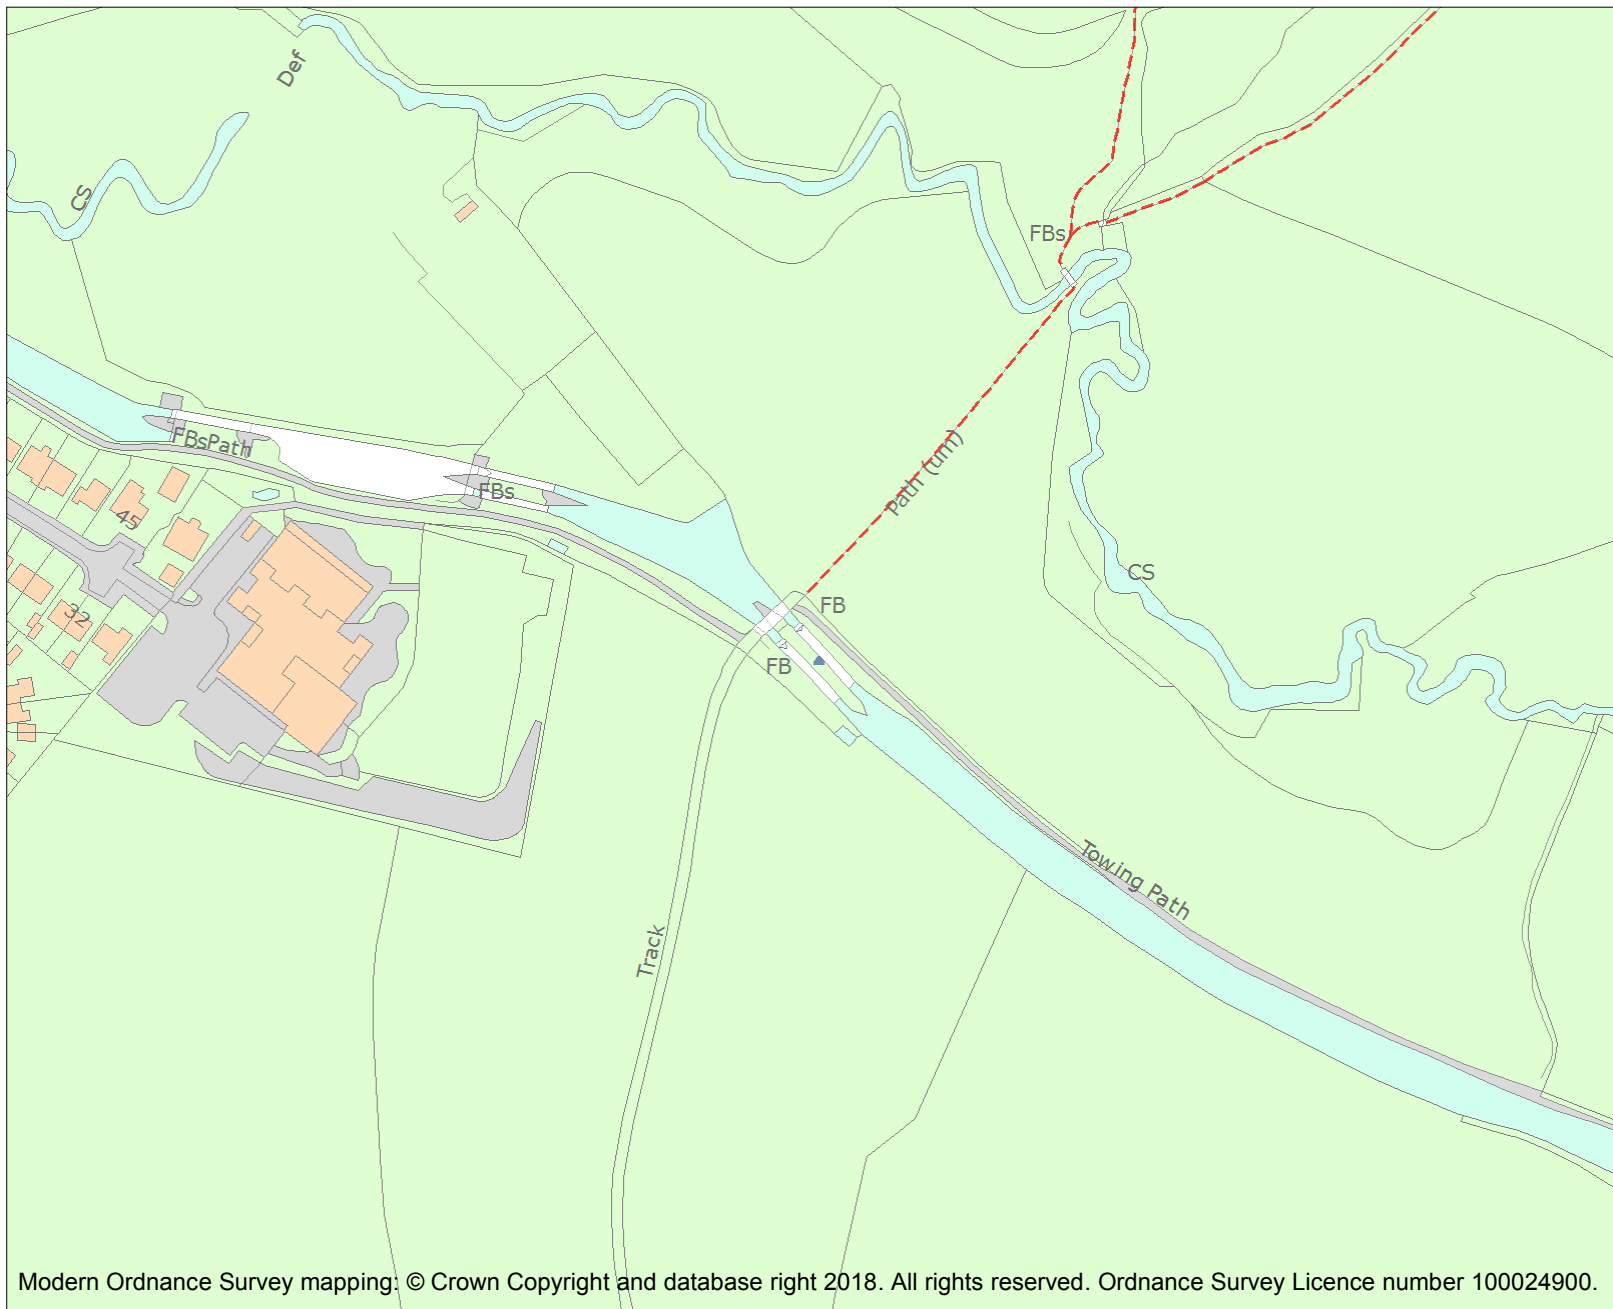 Def
CS
FBs
FBsPath
Path (um)
FBs
45
CS
FB
32
FB
Towing Path
Track
Modern Ordnance Survey mapping: © Crown Copyright and database right 2018. All rights reserved. Ordnance Survey Licence number 100024900.